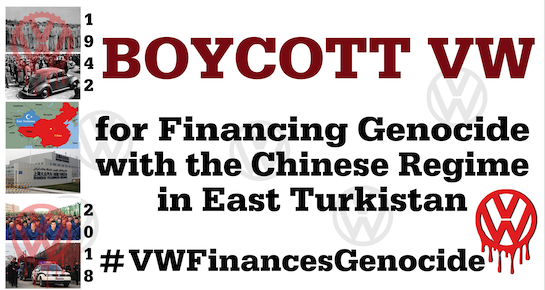 BOYCOTT VW
for Financing Genocide
with the Chinese Regime
in East Turkistan
#VWFinancesGenocide
1942
2018